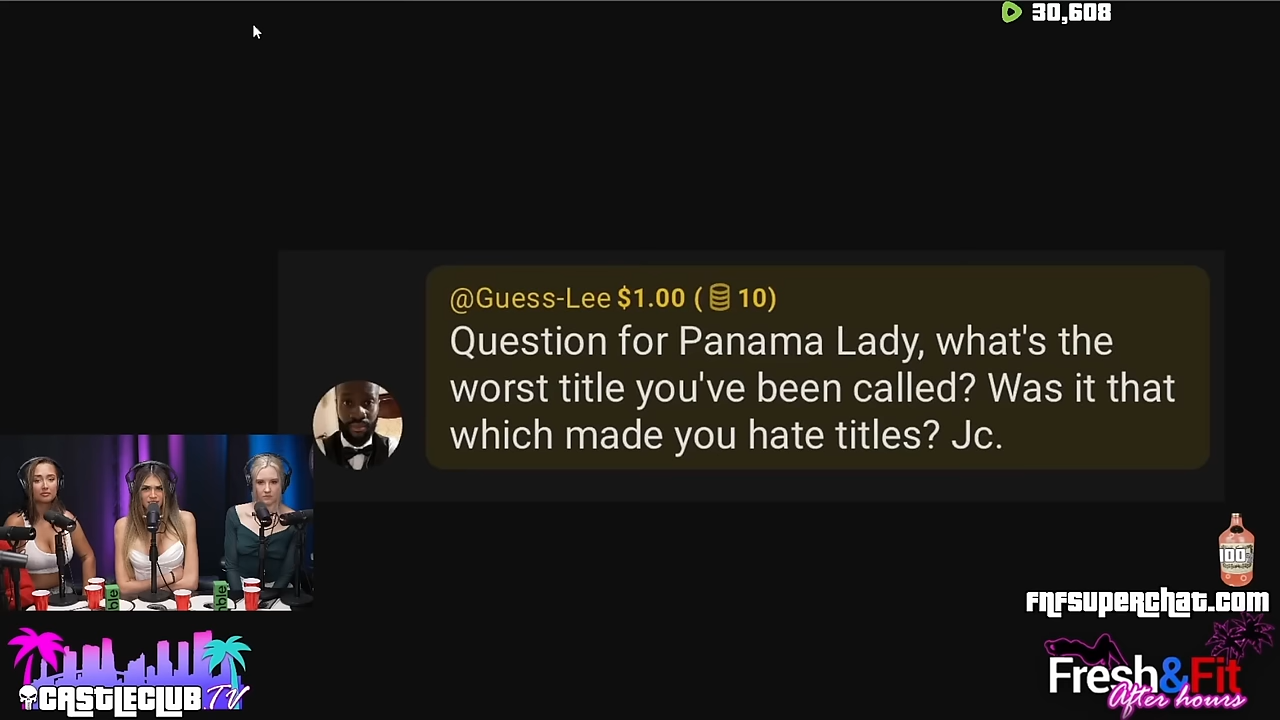 30,608
@Guess-Lee $1.00 ( 10)
Question for Panama Lady, what's the
worst title you've been called? Was it that
which made you hate titles? Jc.
100
FNFSUPERCHAT.COM
CASTLECLUB.TV
Fresh&Fit
After hours